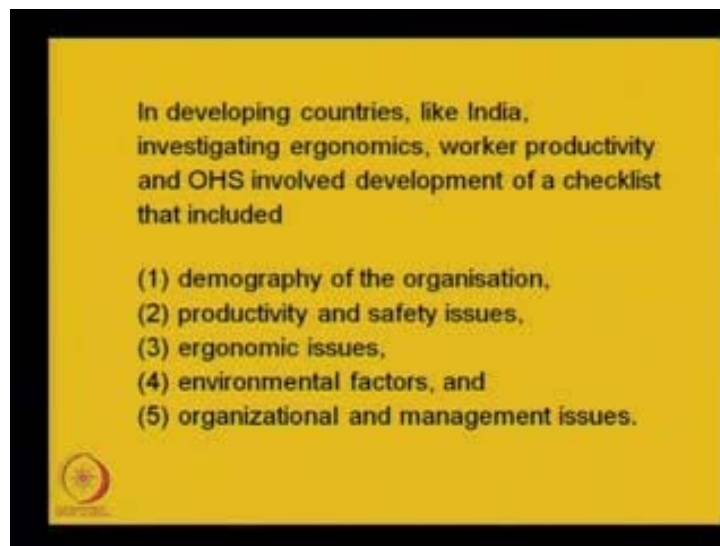 In developing countries, like India,
investigating ergonomics, worker productivity
and OHS involved development of a checklist
that included
(1) demography of the organisation,
(2) productivity and safety issues,
(3) ergonomic issues,
(4) environmental factors, and
(5) organizational and management issues.